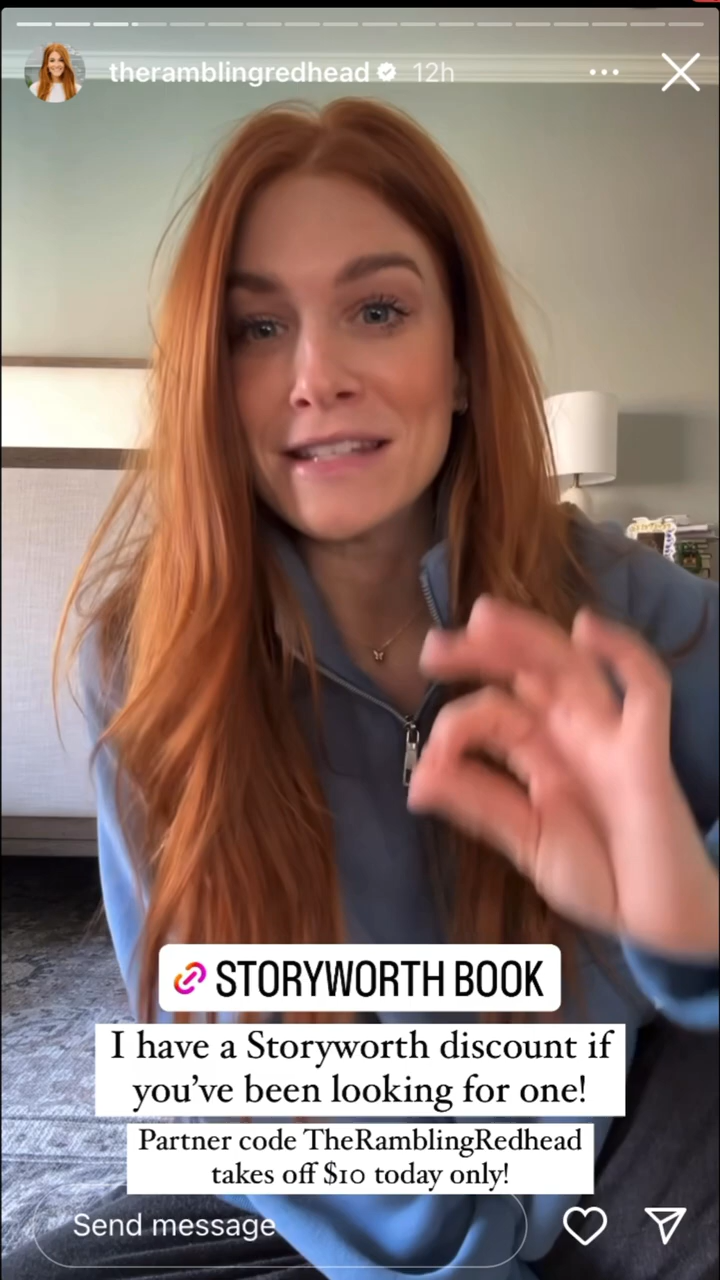 theramblingredhead 12h
STORYWORTH BOOK
I have a Storyworth discount if
you’ve been looking for one!
Partner code TheRamblingRedhead
takes off $10 today only!
Send message